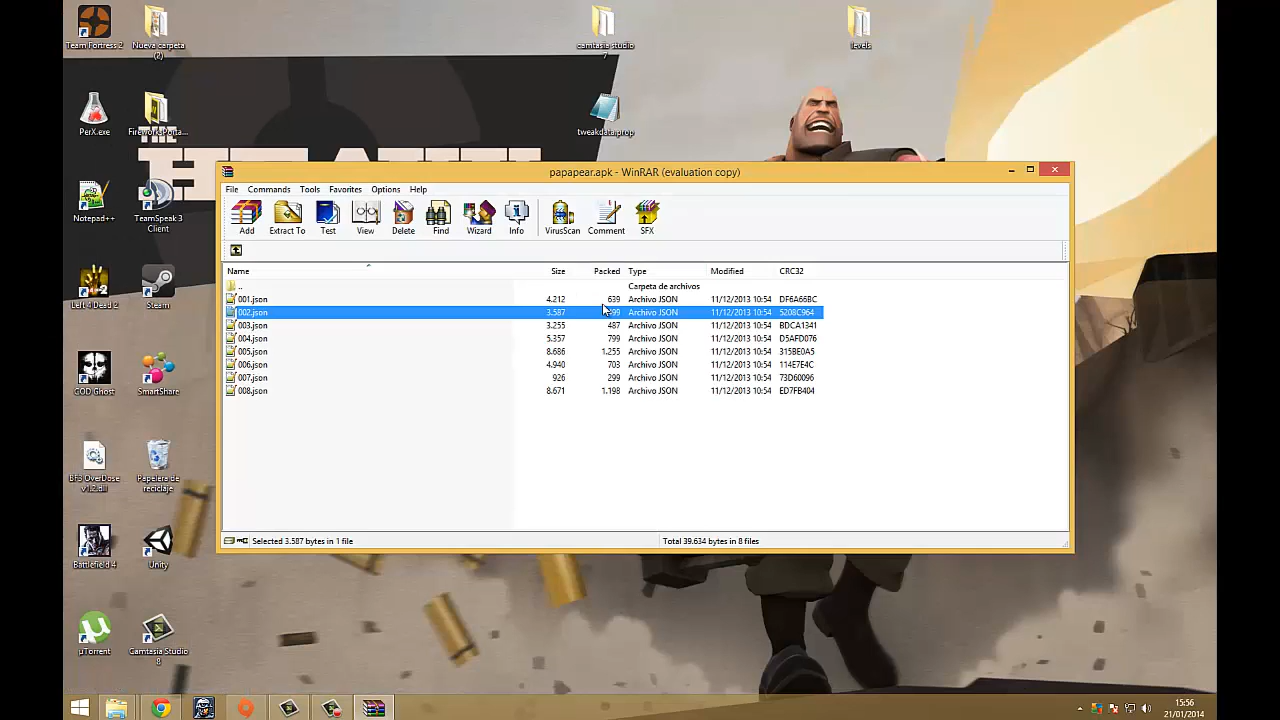 Team Fortress 2
Nueva carpeta
(2)
camtasia studio
7
levels
PerX.exe
FireworksPorta...
tweakdata.prop
THE
papapear.apk - WinRAR (evaluation copy)
File Commands Tools Favorites Options Help
Add Extract To Test View Delete Find Wizard Info VirusScan Comment SFX
Notepad++
TeamSpeak 3
Client
Name Size Packed Type Modified CRC32
.. Carpeta de archivos
001.json 4.212 639 Archivo JSON 11/12/2013 10:54 DF6A66BC
002.json 3.587 Archivo JSON 11/12/2013 10:54 5208C964
003.json 3.255 487 Archivo JSON 11/12/2013 10:54 BDCA1341
004.json 5.357 799 Archivo JSON 11/12/2013 10:54 D5AFD076
005.json 8.686 1.255 Archivo JSON 11/12/2013 10:54 315BE0A5
006.json 4.940 703 Archivo JSON 11/12/2013 10:54 114E7E4C
007.json 926 299 Archivo JSON 11/12/2013 10:54 73D60096
008.json 8.671 1.198 Archivo JSON 11/12/2013 10:54 ED7FB404
Left 4 Dead 2
Steam
COD Ghost
SmartShare
BF3 OverDose
v1.2.dll
Papelera de
reciclaje
Selected 3.587 bytes in 1 file
Total 39.634 bytes in 8 files
Battlefield 4
Unity
µTorrent
Camtasia Studio
8
15:56
21/01/2014